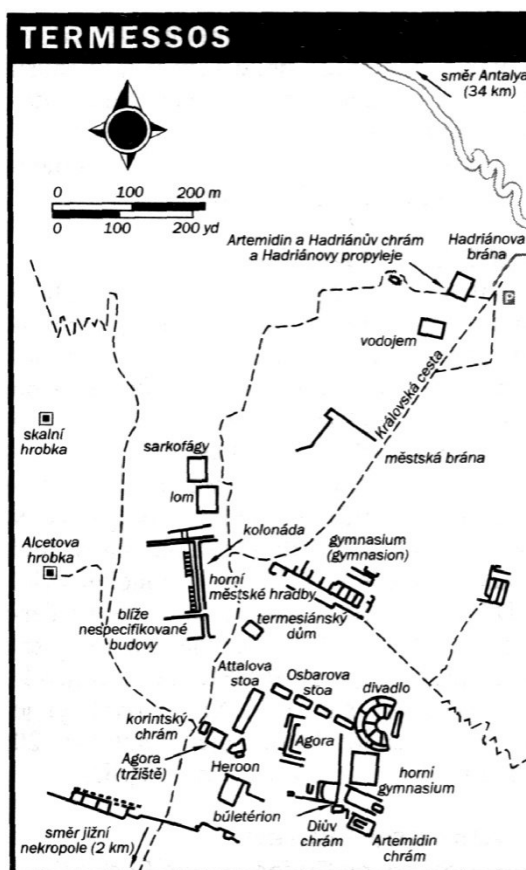 TERMESSOS
směr Antalya
(34 km)
0 100 200 m
0 100 200 yd
Artemidin a Hadriánův chrám
a Hadriánovy propyleje
Hadriánova
brána
P
vodojem
Královská cesta
městská brána
skalní
hrobka
sarkofágy
lom
kolonáda
gymnasium
(gymnasion)
Alcetova
hrobka
horní
městské hradby
blíže
nespecifikované
budovy
termesiánský
dům
Attalova
stoa
Osbarova
stoa
divadlo
korintský
chrám
Agora
(tržiště)
Agora
Heroon
horní
gymnasium
búletérion
Diův
chrám
Artemidin
chrám
směr jižní
nekropole (2 km)